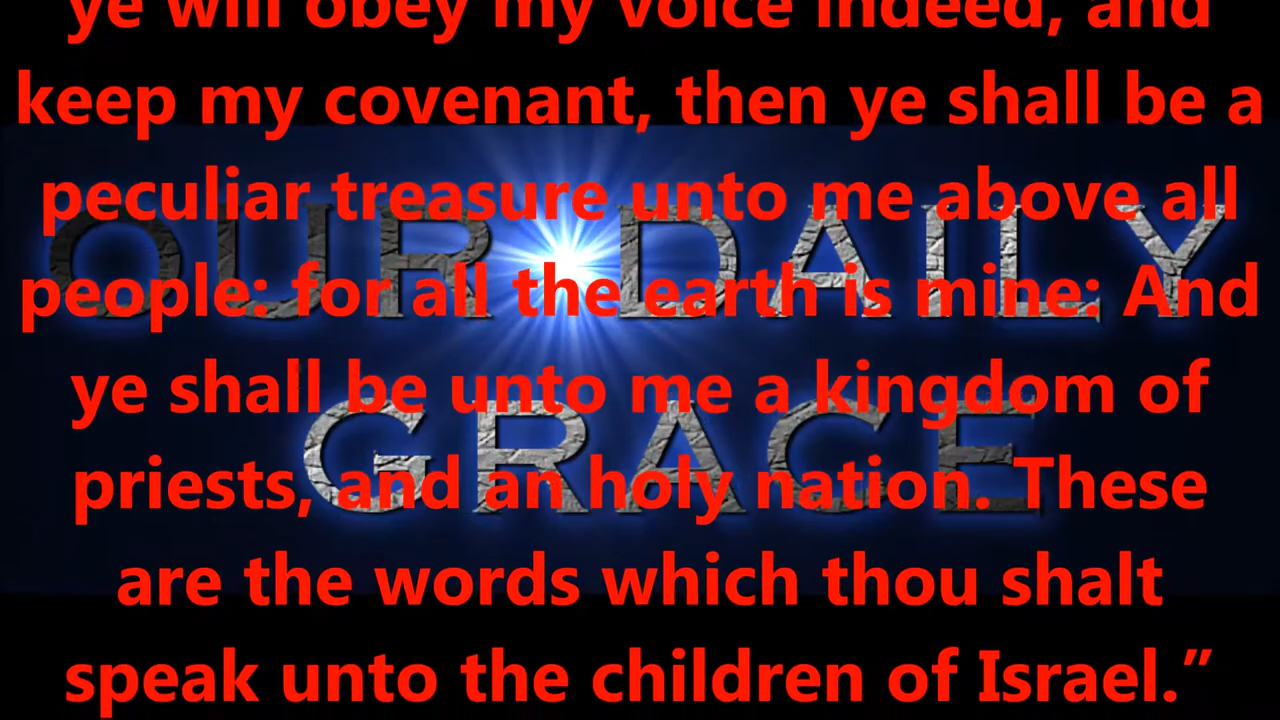 ye will obey my voice indeed, and
keep my covenant, then ye shall be a
peculiar treasure unto me above all
people: for all the earth is mine: And
ye shall be unto me a kingdom of
priests, and an holy nation. These
are the words which thou shalt
speak unto the children of Israel.”
OUR DAILY
GRACE